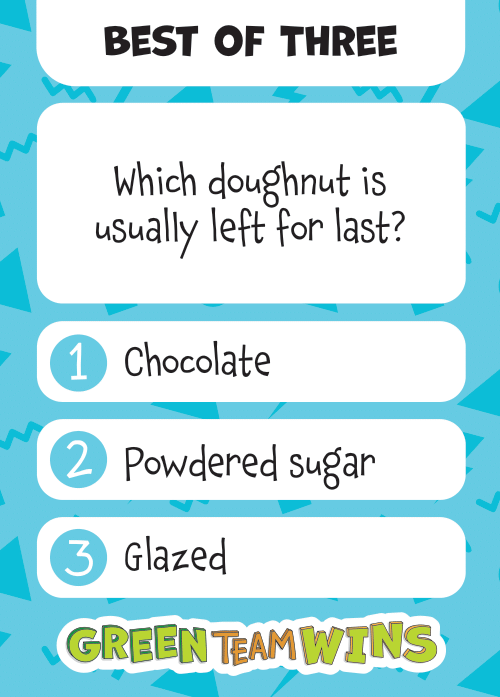 BEST OF THREE
Which doughnut is
usually left for last?
1 Chocolate
2 Powdered sugar
3 Glazed
GREEN TEAM WINS